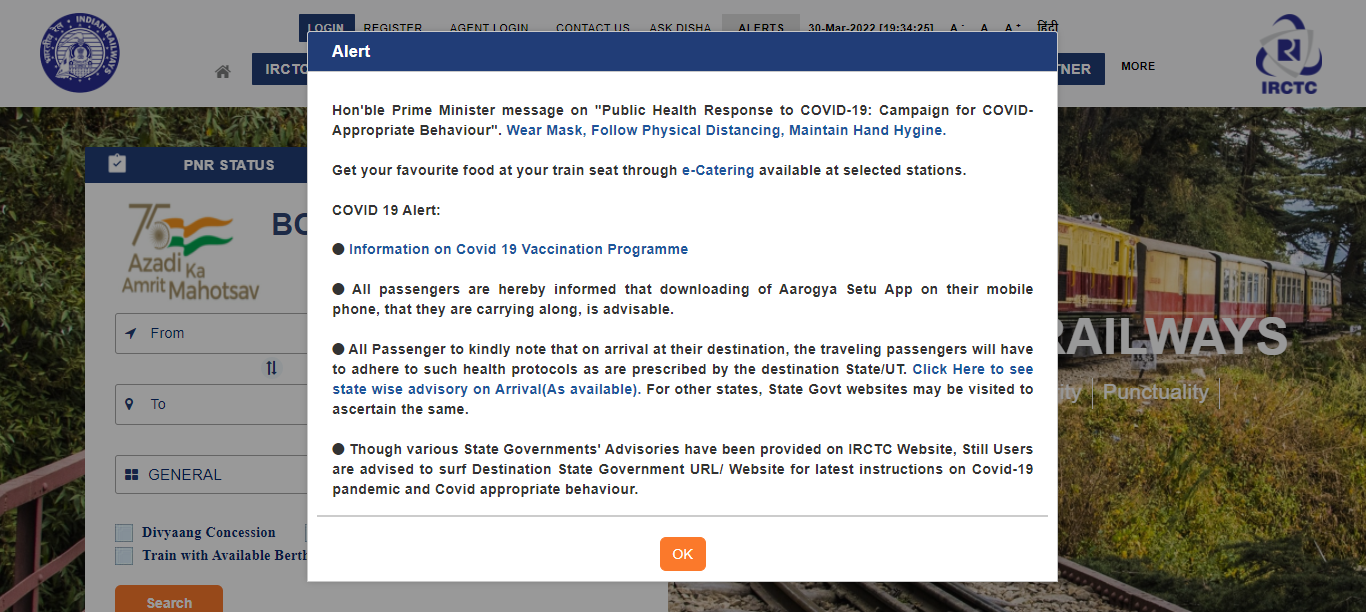 LOGIN REGISTER AGENT LOGIN CONTACT US ASK DISHA ALERTS 30-Mar-2022 [19:34:25] A - A A + हिंदी
INDIAN RAILWAYS
भारतीय रेल
IRCTC
MORE
IRCTC
Alert
Hon'ble Prime Minister message on "Public Health Response to COVID-19: Campaign for COVID-
Appropriate Behaviour". Wear Mask, Follow Physical Distancing, Maintain Hand Hygine.
Get your favourite food at your train seat through e-Catering available at selected stations.
COVID 19 Alert:
● Information on Covid 19 Vaccination Programme
● All passengers are hereby informed that downloading of Aarogya Setu App on their mobile
phone, that they are carrying along, is advisable.
● All Passenger to kindly note that on arrival at their destination, the traveling passengers will have
to adhere to such health protocols as are prescribed by the destination State/UT. Click Here to see
state wise advisory on Arrival(As available). For other states, State Govt websites may be visited to
ascertain the same.
● Though various State Governments' Advisories have been provided on IRCTC Website, Still Users
are advised to surf Destination State Government URL/ Website for latest instructions on Covid-19
pandemic and Covid appropriate behaviour.
OK
PNR STATUS
75
Azadi Ka
Amrit Mahotsav
From
To
GENERAL
Divyaang Concession
Train with Available Berth
Search
RAILWAYS
Punctuality